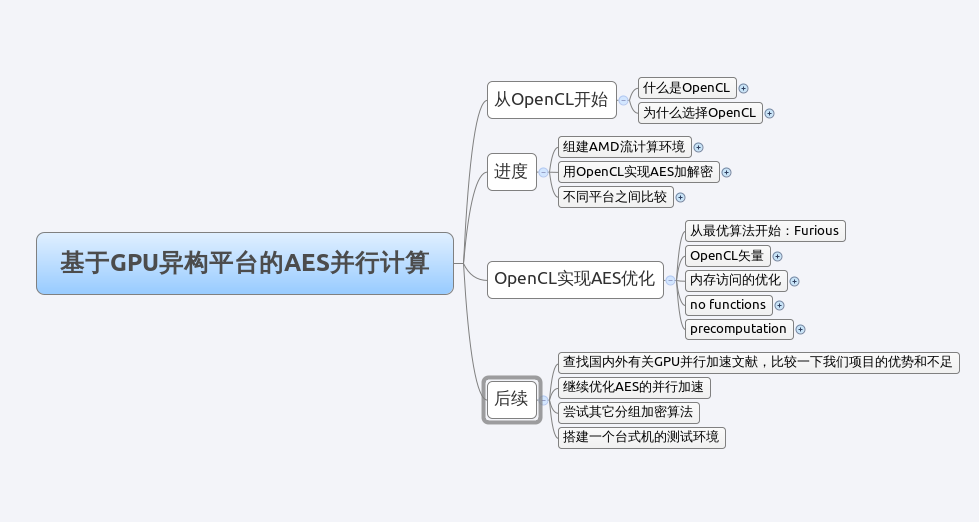 基于GPU异构平台的AES并行计算
从OpenCL开始
什么是OpenCL
为什么选择OpenCL
进度
组建AMD流计算环境
用OpenCL实现AES加解密
不同平台之间比较
OpenCL实现AES优化
从最优算法开始：Furious
OpenCL矢量
内存访问的优化
no functions
precomputation
后续
查找国内外有关GPU并行加速文献，比较一下我们项目的优势和不足
继续优化AES的并行加速
尝试其它分组加密算法
搭建一个台式机的测试环境